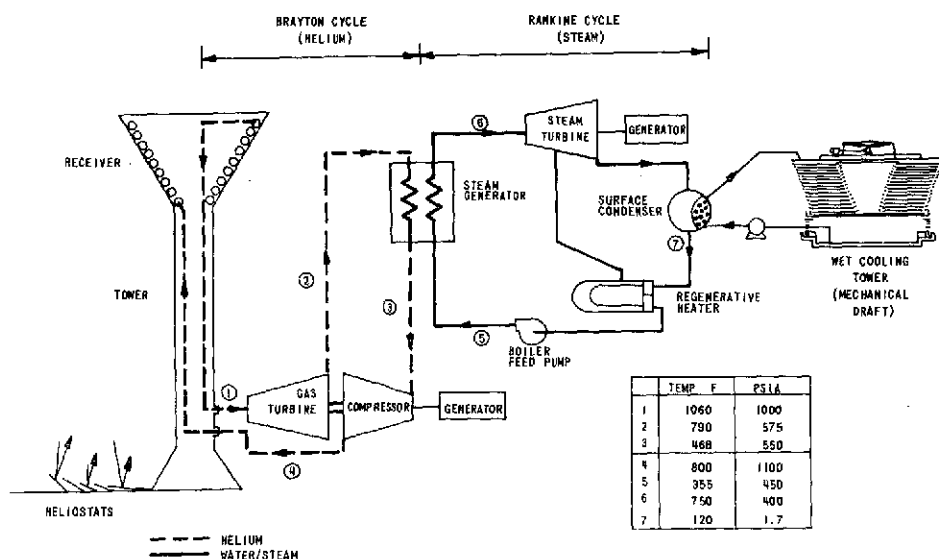 BRAYTON CYCLE
(HELIUM)
RANKINE CYCLE
(STEAM)
RECEIVER
TOWER
HELIOSTATS
1
GAS
TURBINE
2
3
COMPRESSOR
GENERATOR
4
STEAM
GENERATOR
5
BOILER
FEED PUMP
6
STEAM
TURBINE
GENERATOR
SURFACE
CONDENSER
7
REGENERATIVE
HEATER
WET COOLING
TOWER
(MECHANICAL
DRAFT)
TEMP. F PSIA
1 1060 1000
2 790 575
3 468 550
4 800 1100
5 355 450
6 750 400
7 120 1.7
HELIUM
WATER/STEAM